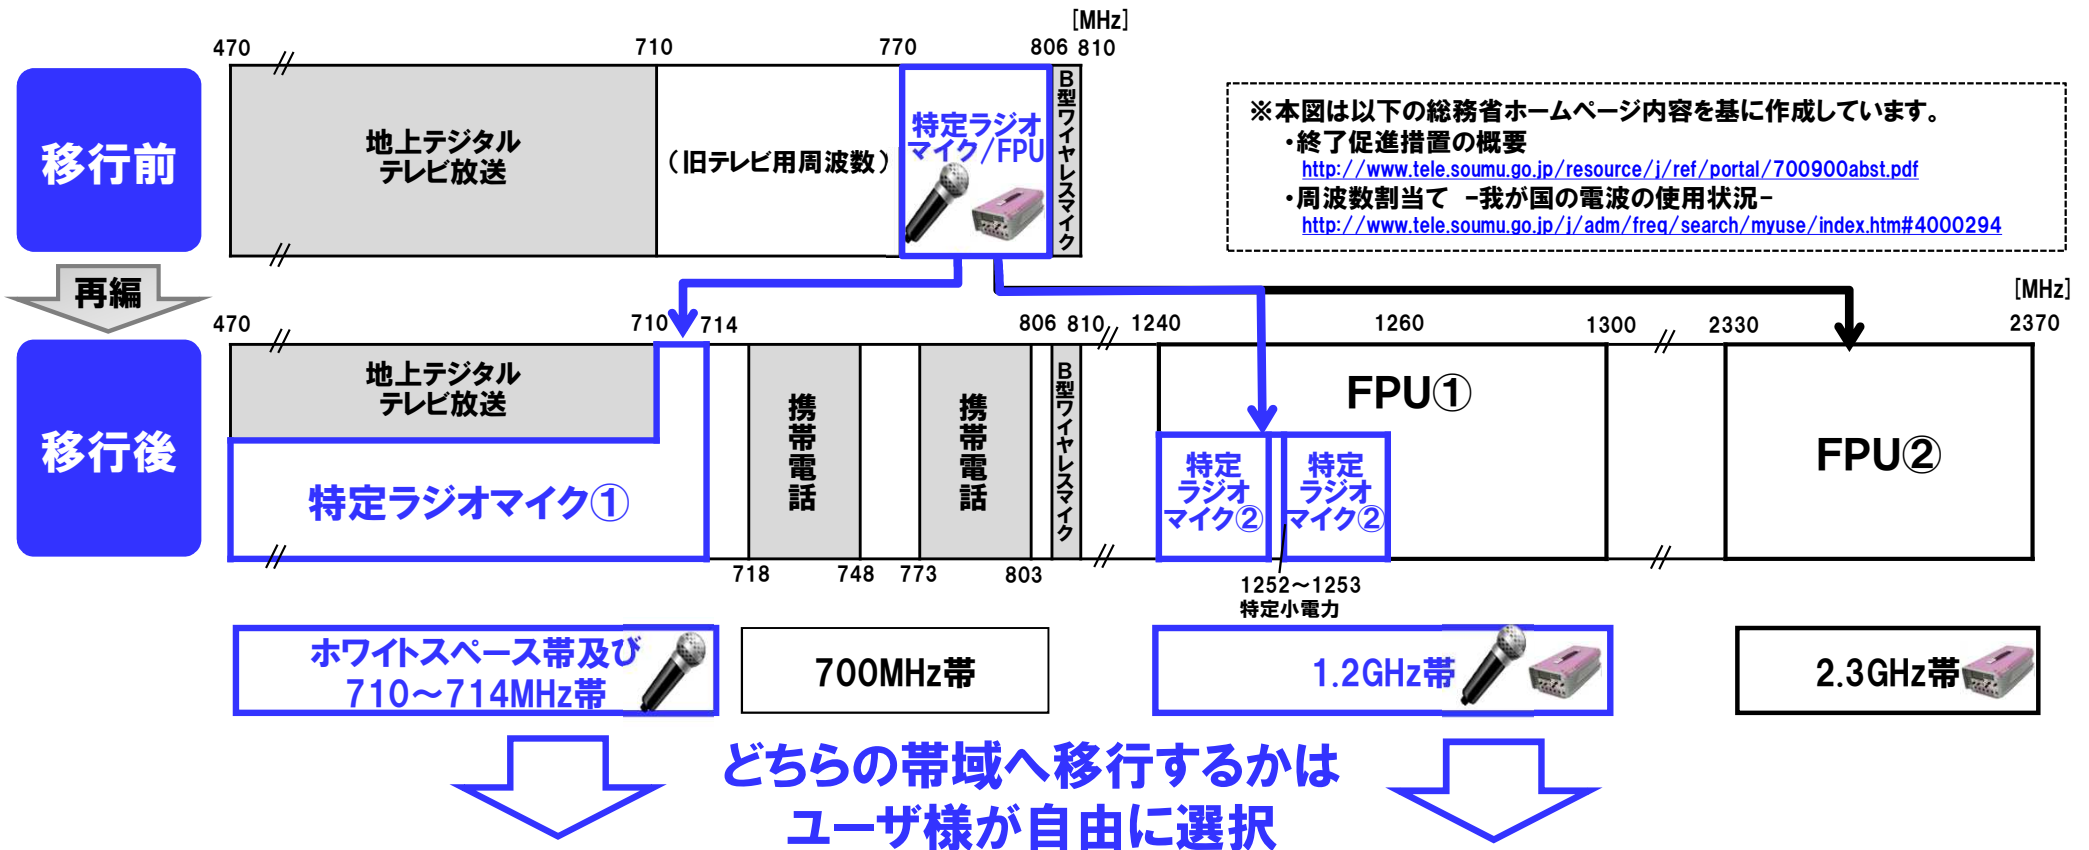 [MHz]
470
710
770
806
810
移行前
地上デジタル
テレビ放送
（旧テレビ用周波数）
特定ラジオ
マイク/FPU
B型ワイヤレスマイク
※本図は以下の総務省ホームページ内容を基に作成しています。
・終了促進措置の概要
http://www.tele.soumu.go.jp/resource/j/ref/portal/700900abst.pdf
・周波数割当て －我が国の電波の使用状況－
http://www.tele.soumu.go.jp/j/adm/freq/search/myuse/index.htm#4000294
再編
[MHz]
470
710
714
806
810
1240
1260
1300
2330
2370
移行後
地上デジタル
テレビ放送
特定ラジオマイク①
携帯電話
携帯電話
B型ワイヤレスマイク
FPU①
特定
ラジオ
マイク②
特定
ラジオ
マイク②
FPU②
718
748
773
803
1252～1253
特定小電力
ホワイトスペース帯及び
710～714MHz帯
700MHz帯
1.2GHz帯
2.3GHz帯
どちらの帯域へ移行するかは
ユーザ様が自由に選択